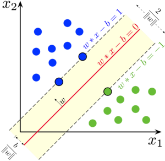 x₂
w * x - b = 1
w * x - b = 0
w * x - b = -1
2
‖w‖
w
b
‖w‖
x₁